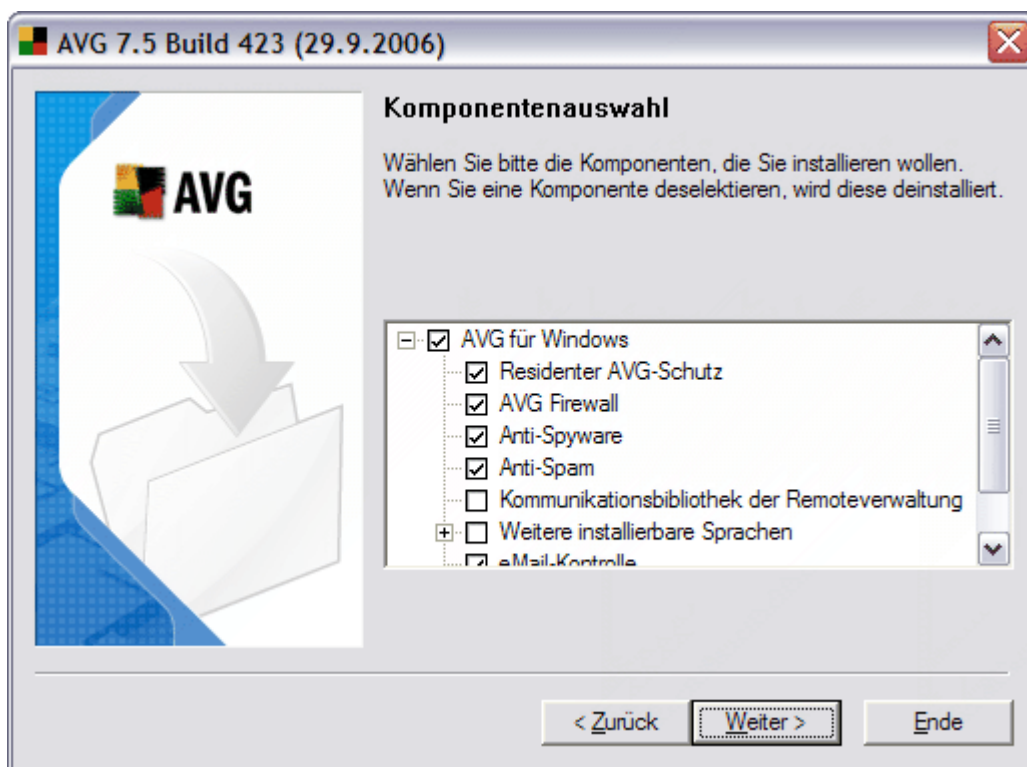 AVG 7.5 Build 423 (29.9.2006)
AVG
Komponentenauswahl
Wählen Sie bitte die Komponenten, die Sie installieren wollen.
Wenn Sie eine Komponente deselektieren, wird diese deinstalliert.
AVG für Windows
Residenter AVG-Schutz
AVG Firewall
Anti-Spyware
Anti-Spam
Kommunikationsbibliothek der Remoteverwaltung
Weitere installierbare Sprachen
eMail-Kontrolle
< Zurück
Weiter >
Ende